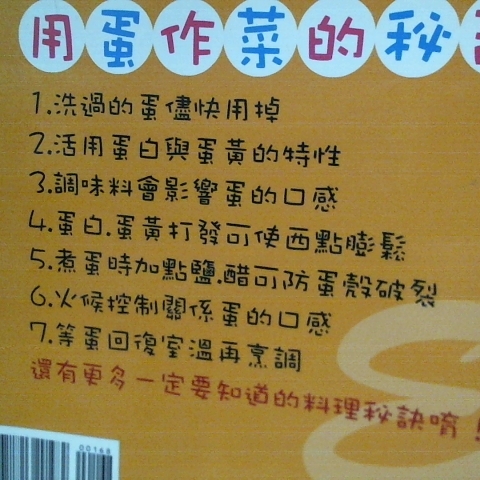 用蛋作菜的秘
1.洗過的蛋儘快用掉
2.活用蛋白與蛋黃的特性
3.調味料會影響蛋的口感
4.蛋白.蛋黃打發可使西點膨鬆
5.煮蛋時加點鹽.醋可防蛋殼破裂
6.火候控制關係蛋的口感
7.等蛋回復室溫再烹調
還有更多一定要知道的料理秘訣唷！
00168